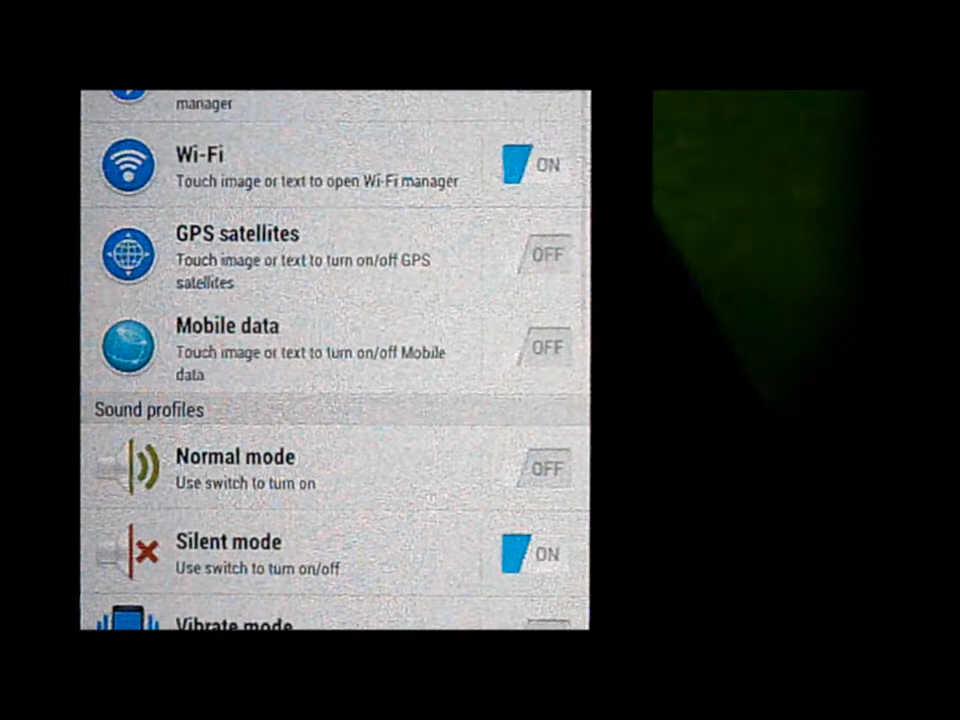 manager
Wi-Fi
Touch image or text to open Wi-Fi manager
ON
GPS satellites
Touch image or text to turn on/off GPS
satellites
OFF
Mobile data
Touch image or text to turn on/off Mobile
data
OFF
Sound profiles
Normal mode
Use switch to turn on
OFF
Silent mode
Use switch to turn on/off
ON
Vibrate mode